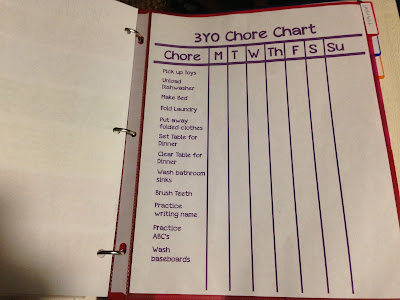 3YO Chore Chart
Chore M T W Th F S Su
Pick up Toys
Unload
Dishwasher
Make Bed
Fold Laundry
Put away
folded clothes
Set Table for
Dinner
Clear Table for
Dinner
Wash bathroom
sinks
Brush Teeth
Practice
writing name
Practice
ABC's
Wash
baseboards